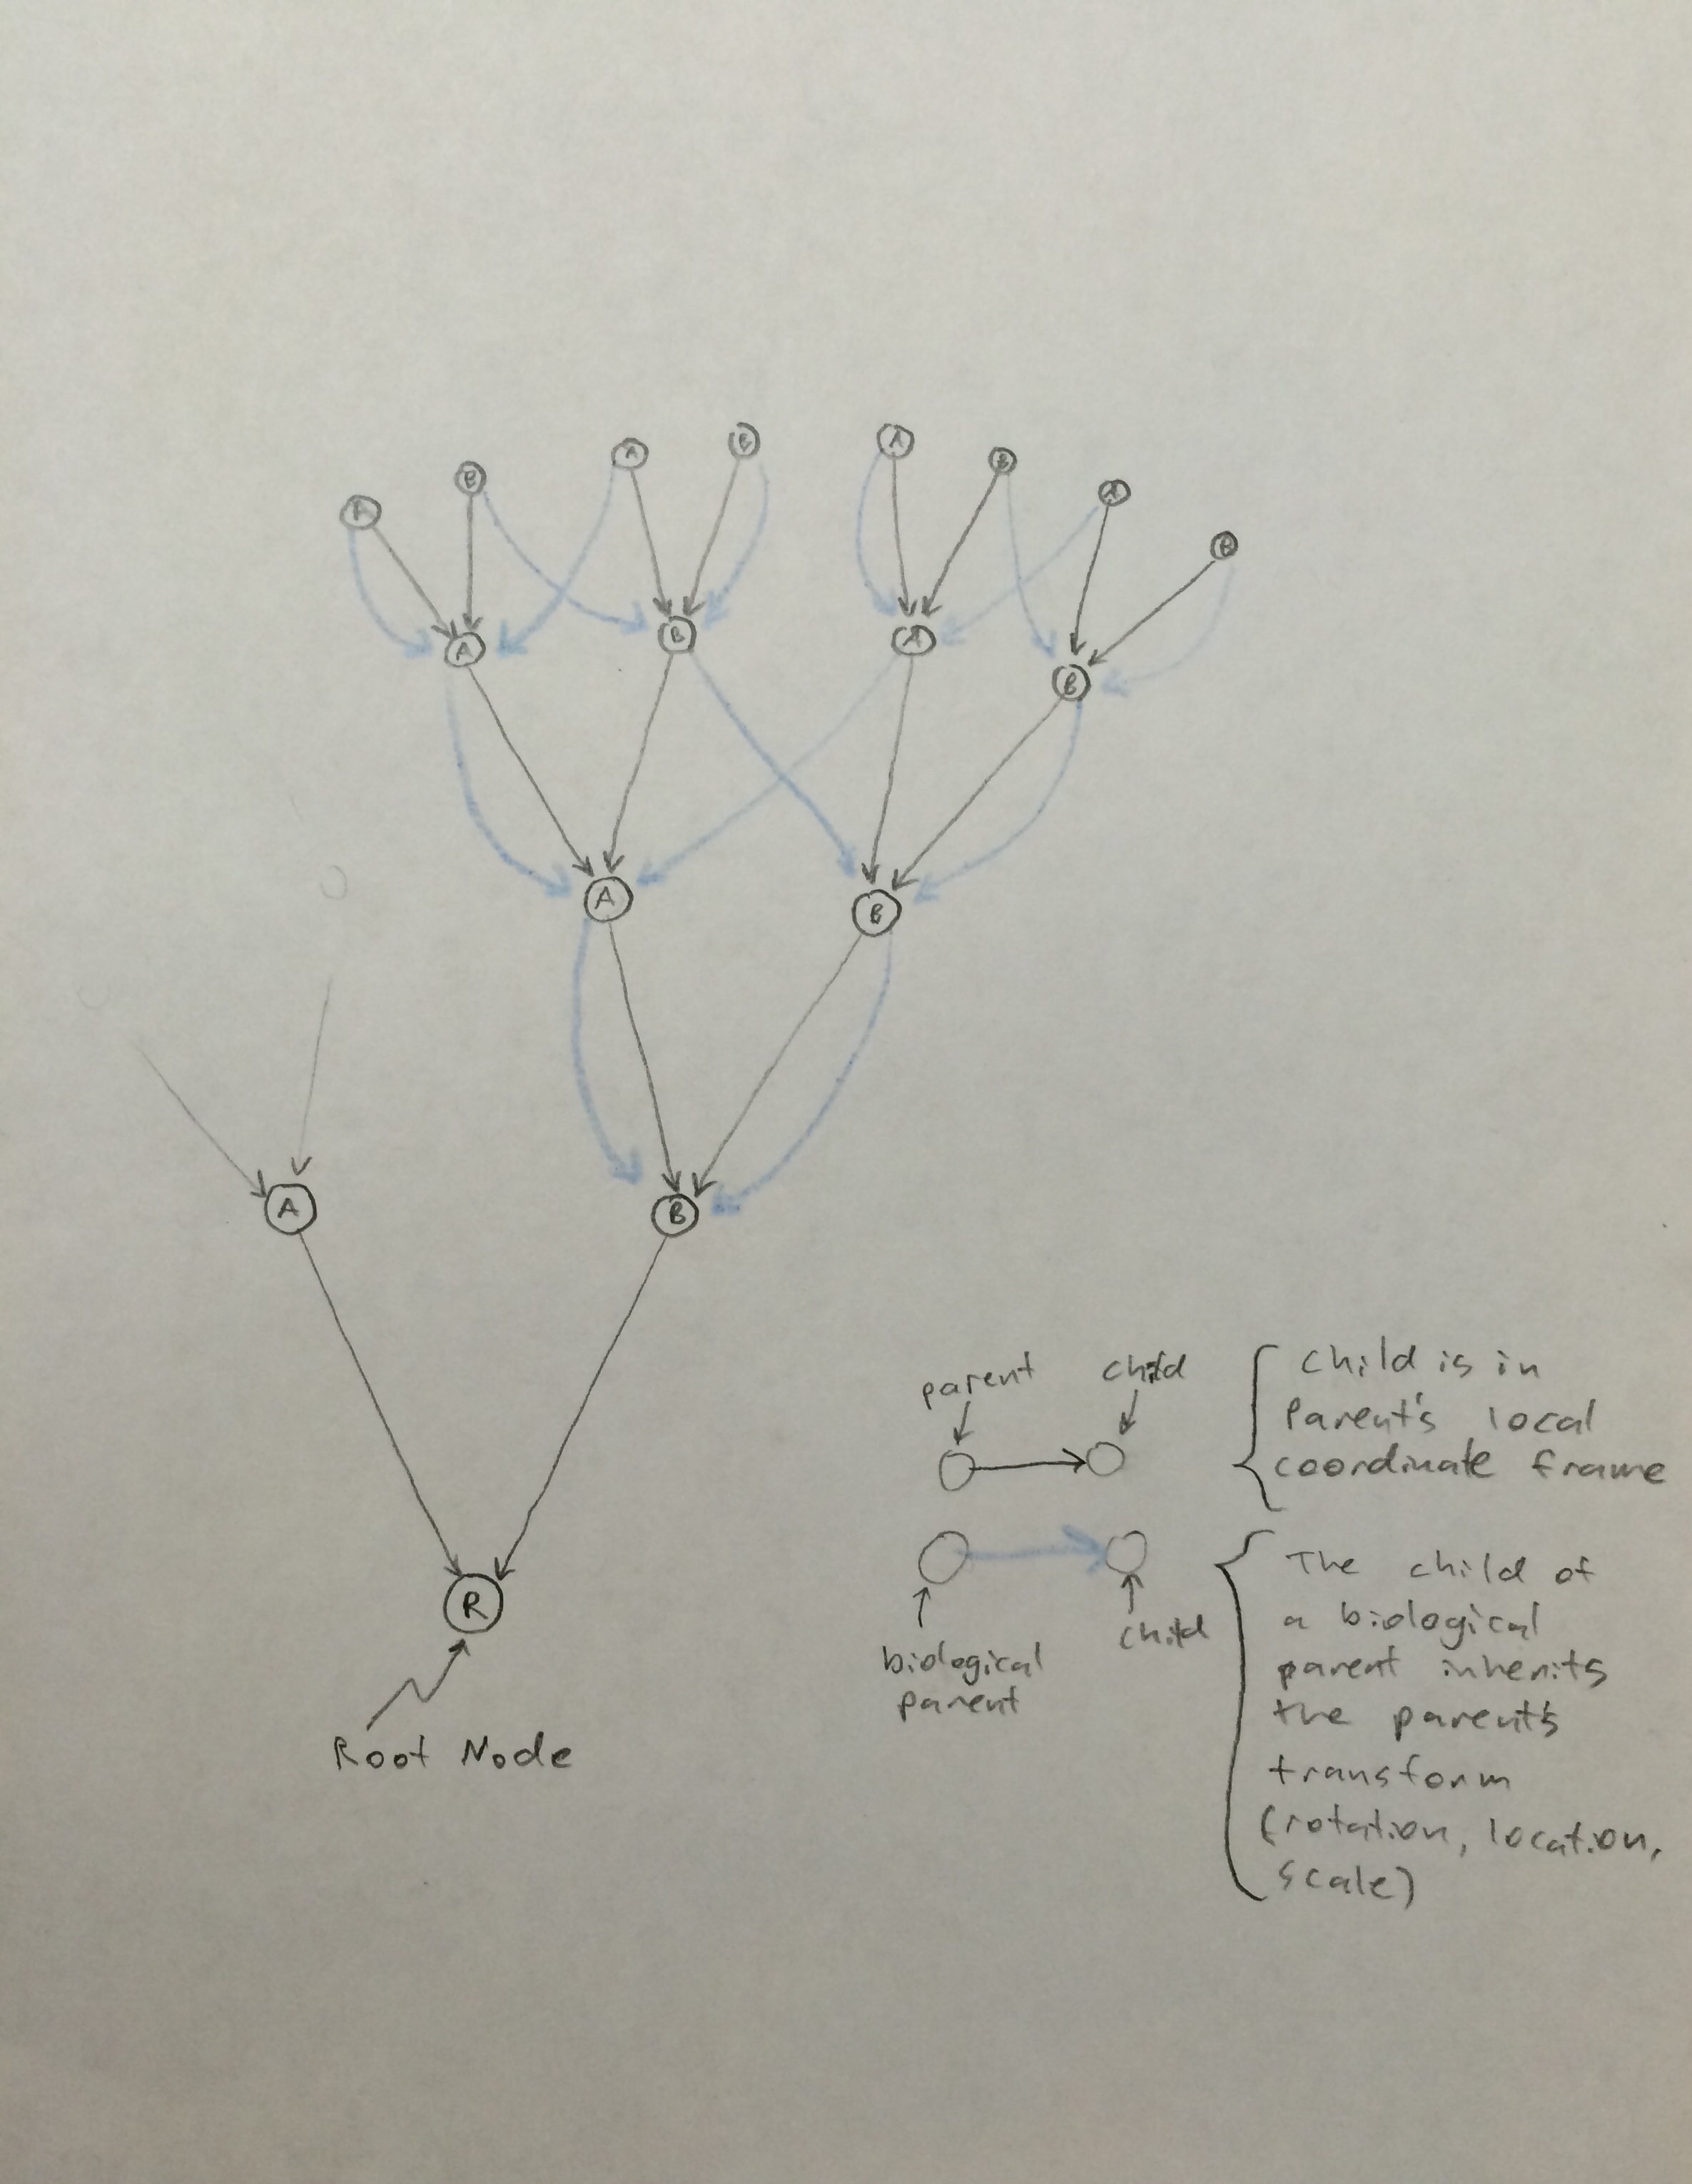 A
B
A
B
A
B
A
B
A
B
A
B
A
B
A
B
R
Root Node
parent
child
child is in
Parent's local
coordinate frame
biological
parent
child
The child of
a biological
parent inherits
the parent's
transform
(rotation, location,
scale)